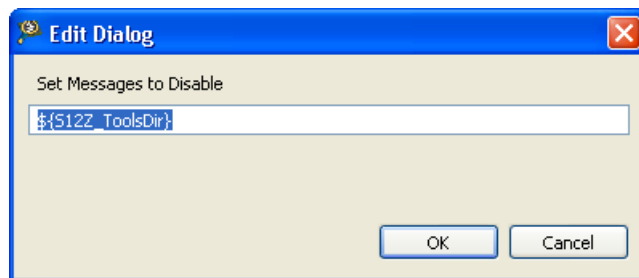 Edit Dialog
Set Messages to Disable
${S12Z_ToolsDir}
OK
Cancel